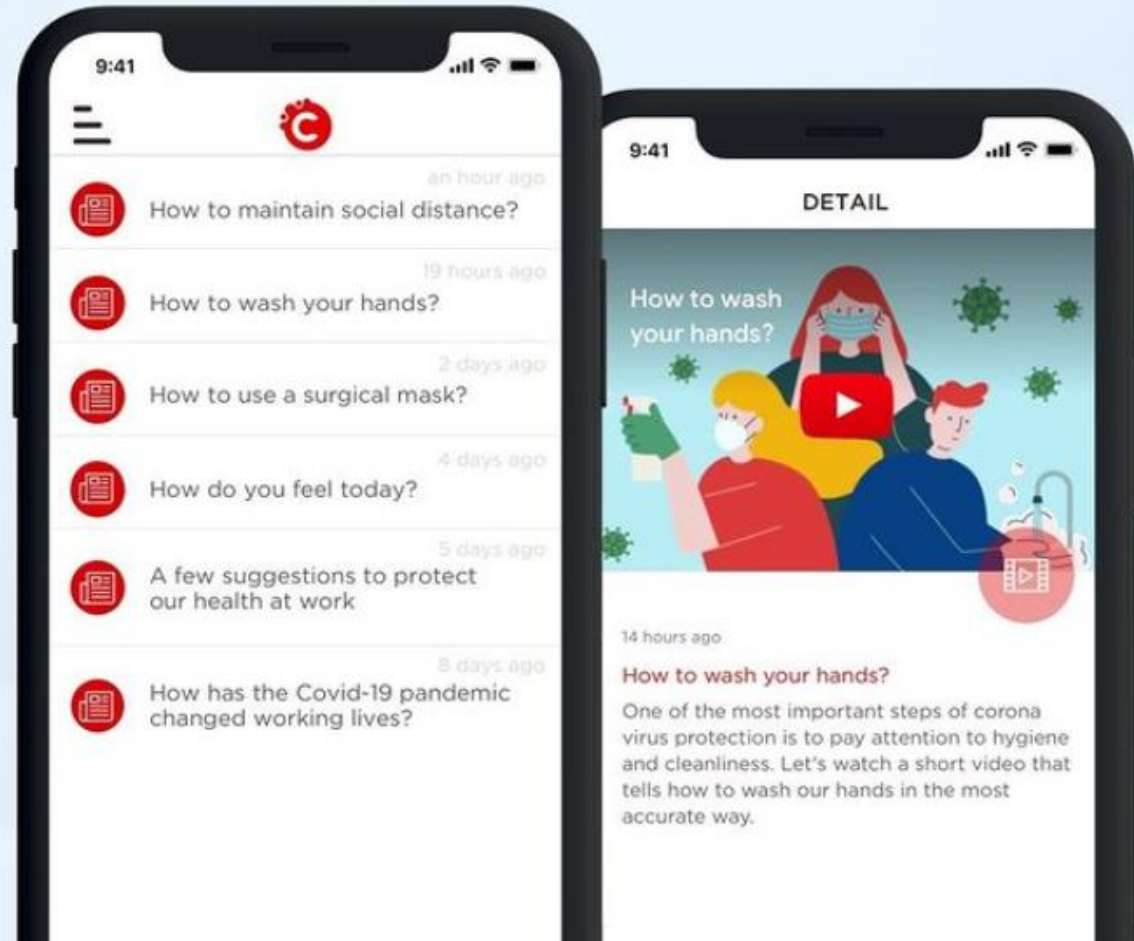 9:41
C
an hour ago
How to maintain social distance?
19 hours ago
How to wash your hands?
2 days ago
How to use a surgical mask?
4 days ago
How do you feel today?
5 days ago
A few suggestions to protect
our health at work
8 days ago
How has the Covid-19 pandemic
changed working lives?
9:41
DETAIL
How to wash
your hands?
14 hours ago
How to wash your hands?
One of the most important steps of corona
virus protection is to pay attention to hygiene
and cleanliness. Let's watch a short video that
tells how to wash our hands in the most
accurate way.